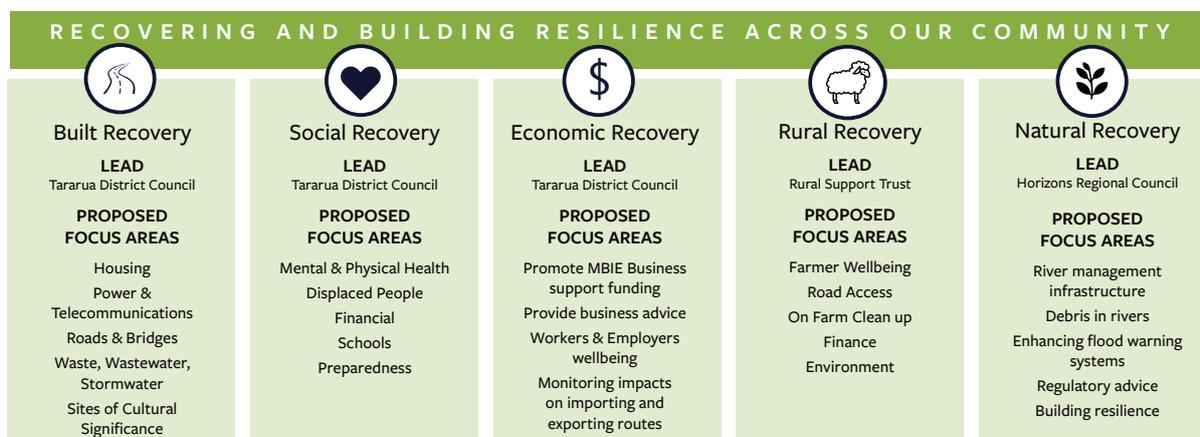 RECOVERING AND BUILDING RESILIENCE ACROSS OUR COMMUNITY
Built Recovery
LEAD
Tararua District Council
PROPOSED
FOCUS AREAS
Housing
Power &
Telecommunications
Roads & Bridges
Waste, Wastewater,
Stormwater
Sites of Cultural
Significance
Social Recovery
LEAD
Tararua District Council
PROPOSED
FOCUS AREAS
Mental & Physical Health
Displaced People
Financial
Schools
Preparedness
$
Economic Recovery
LEAD
Tararua District Council
PROPOSED
FOCUS AREAS
Promote MBIE Business
support funding
Provide business advice
Workers & Employers
wellbeing
Monitoring impacts
on importing and
exporting routes
Rural Recovery
LEAD
Rural Support Trust
PROPOSED
FOCUS AREAS
Farmer Wellbeing
Road Access
On Farm Clean up
Finance
Environment
Natural Recovery
LEAD
Horizons Regional Council
PROPOSED
FOCUS AREAS
River management
infrastructure
Debris in rivers
Enhancing flood warning
systems
Regulatory advice
Building resilience